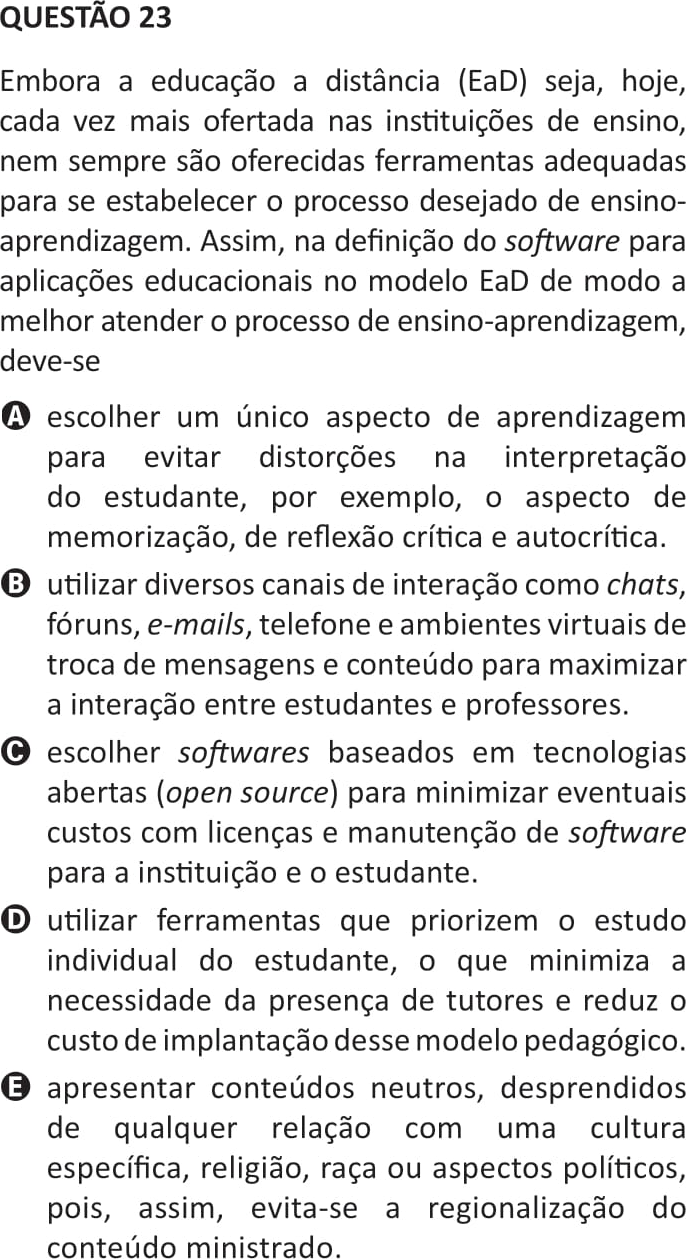 QUESTÃO 23
Embora a educação a distância (EaD) seja, hoje,
cada vez mais ofertada nas instituições de ensino,
nem sempre são oferecidas ferramentas adequadas
para se estabelecer o processo desejado de ensino-
aprendizagem. Assim, na definição do software para
aplicações educacionais no modelo EaD de modo a
melhor atender o processo de ensino-aprendizagem,
deve-se
A escolher um único aspecto de aprendizagem
para evitar distorções na interpretação
do estudante, por exemplo, o aspecto de
memorização, de reflexão crítica e autocrítica.
B utilizar diversos canais de interação como chats,
fóruns, e-mails, telefone e ambientes virtuais de
troca de mensagens e conteúdo para maximizar
a interação entre estudantes e professores.
C escolher softwares baseados em tecnologias
abertas (open source) para minimizar eventuais
custos com licenças e manutenção de software
para a instituição e o estudante.
D utilizar ferramentas que priorizem o estudo
individual do estudante, o que minimiza a
necessidade da presença de tutores e reduz o
custo de implantação desse modelo pedagógico.
E apresentar conteúdos neutros, desprendidos
de qualquer relação com uma cultura
específica, religião, raça ou aspectos políticos,
pois, assim, evita-se a regionalização do
conteúdo ministrado.